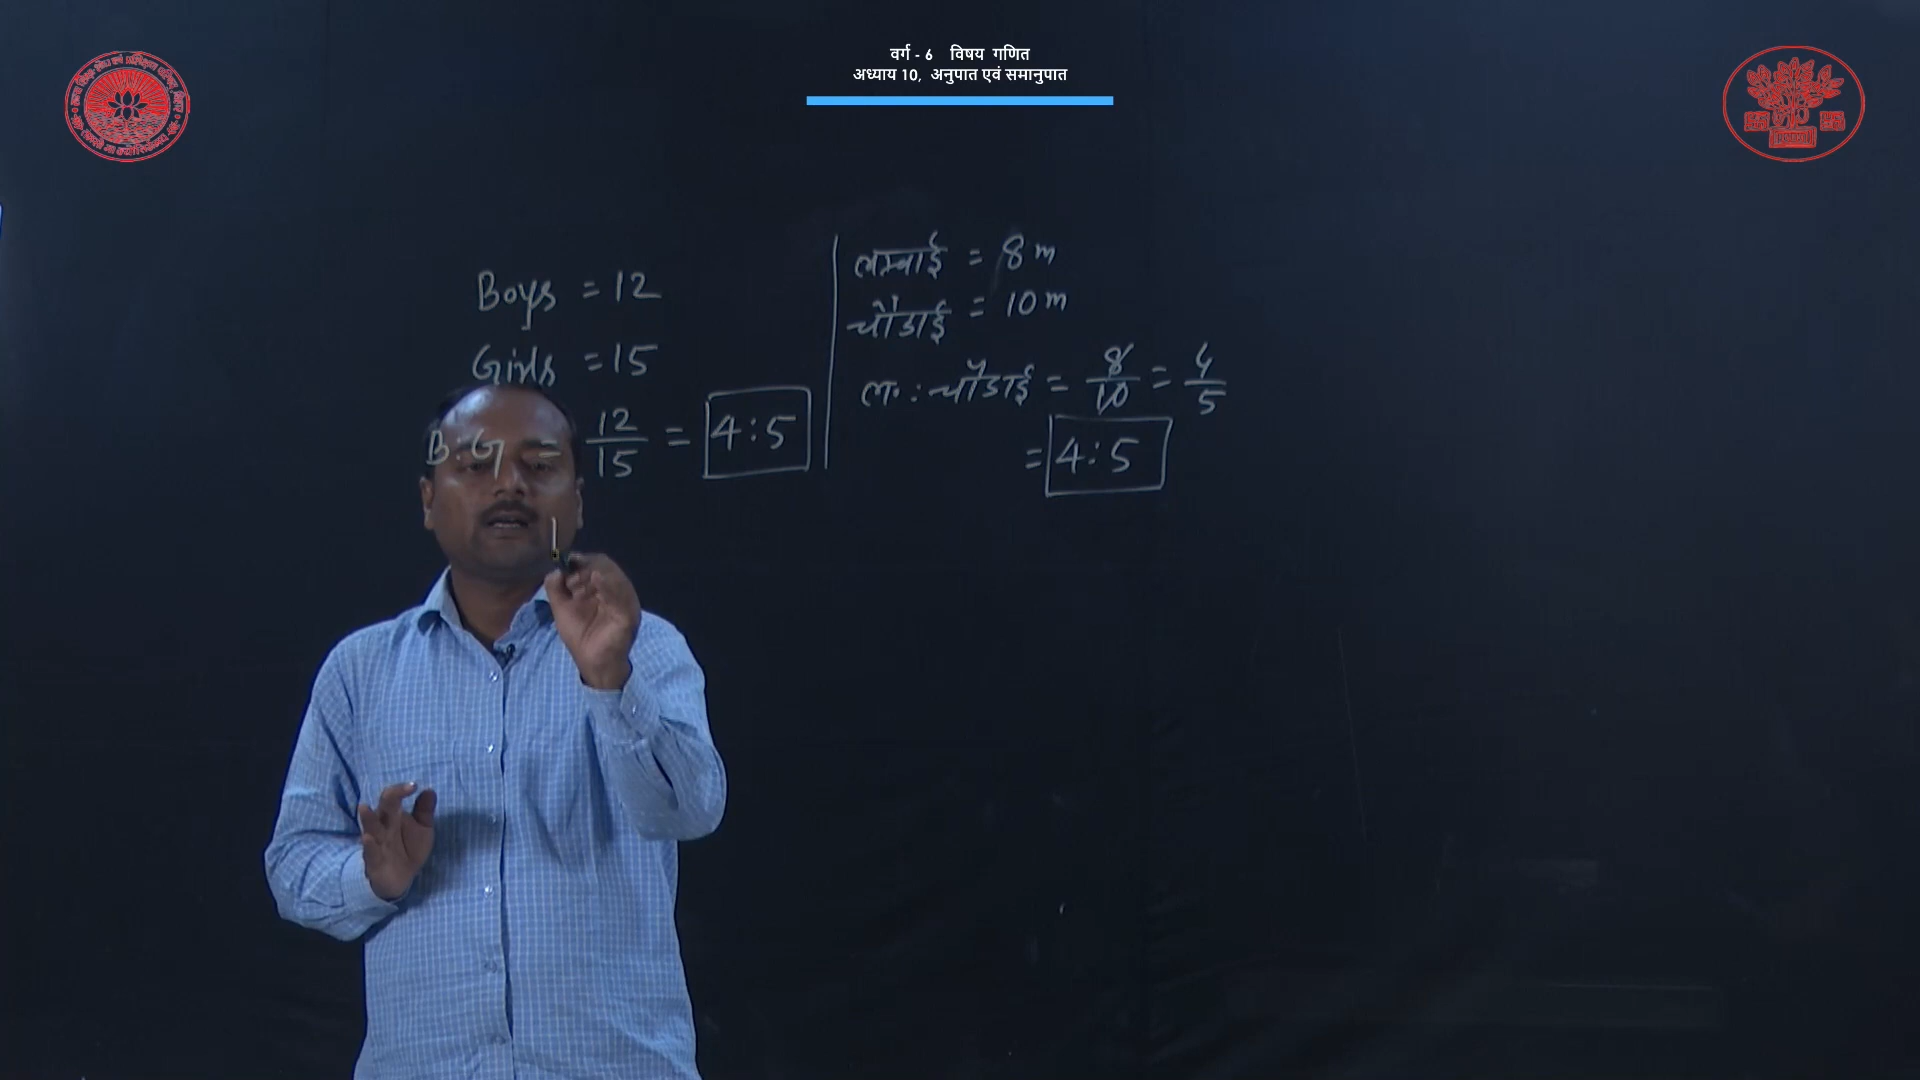 वर्ग - 6 विषय गणित
अध्याय 10, अनुपात एवं समानुपात
Boys = 12
Girls = 15
B:G = 12/15 = 4:5
लम्बाई = 8 m
चौडाई = 10 m
ल॰ : चौडाई = 8/10 = 4/5
= 4:5